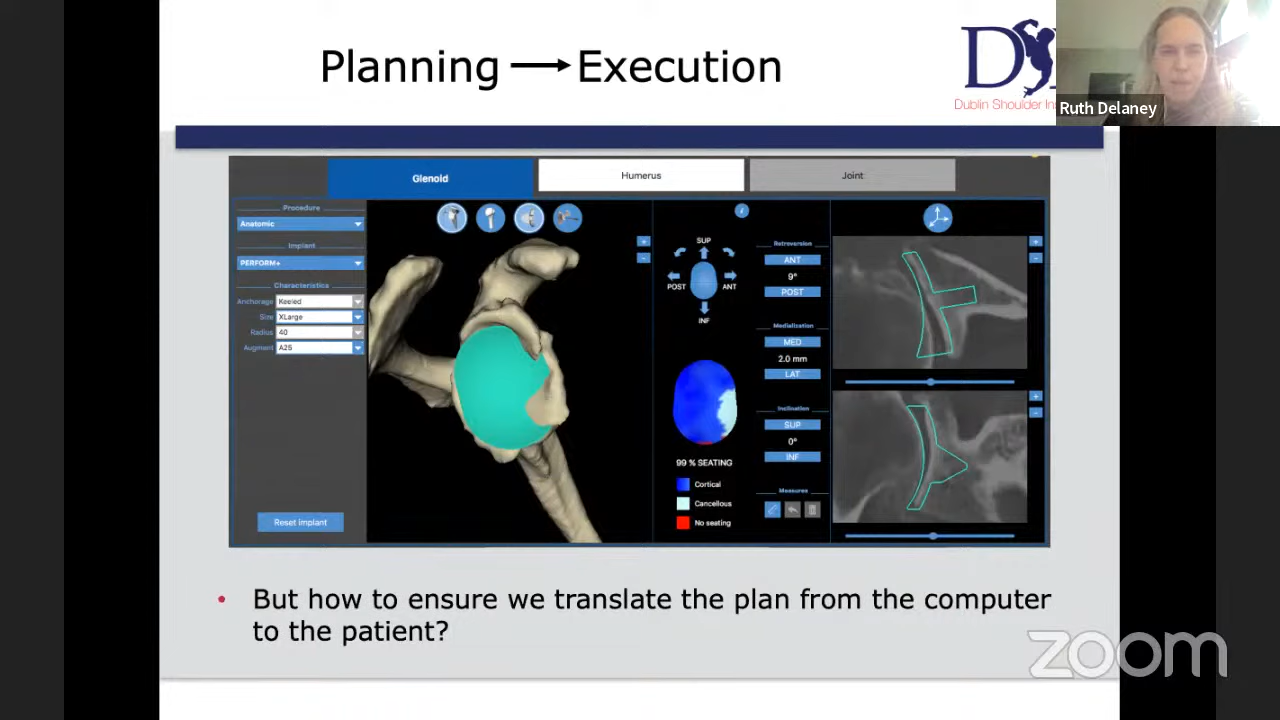 Planning → Execution
D
Dublin Shoulder Ins
Ruth Delaney
Glenoid
Humerus
Joint
Procedure
Anatomic
Implant
PERFORM+
Characteristics
Anchorage Keeled
Size XLarge
Radius 40
Augment A25
Reset implant
SUP
POST ANT
INF
99 % SEATING
Cortical
Cancellous
No seating
Retroversion
ANT
9°
POST
Medialization
MED
2.0 mm
LAT
Inclination
SUP
0°
INF
Measures
• But how to ensure we translate the plan from the computer
to the patient?
zoom